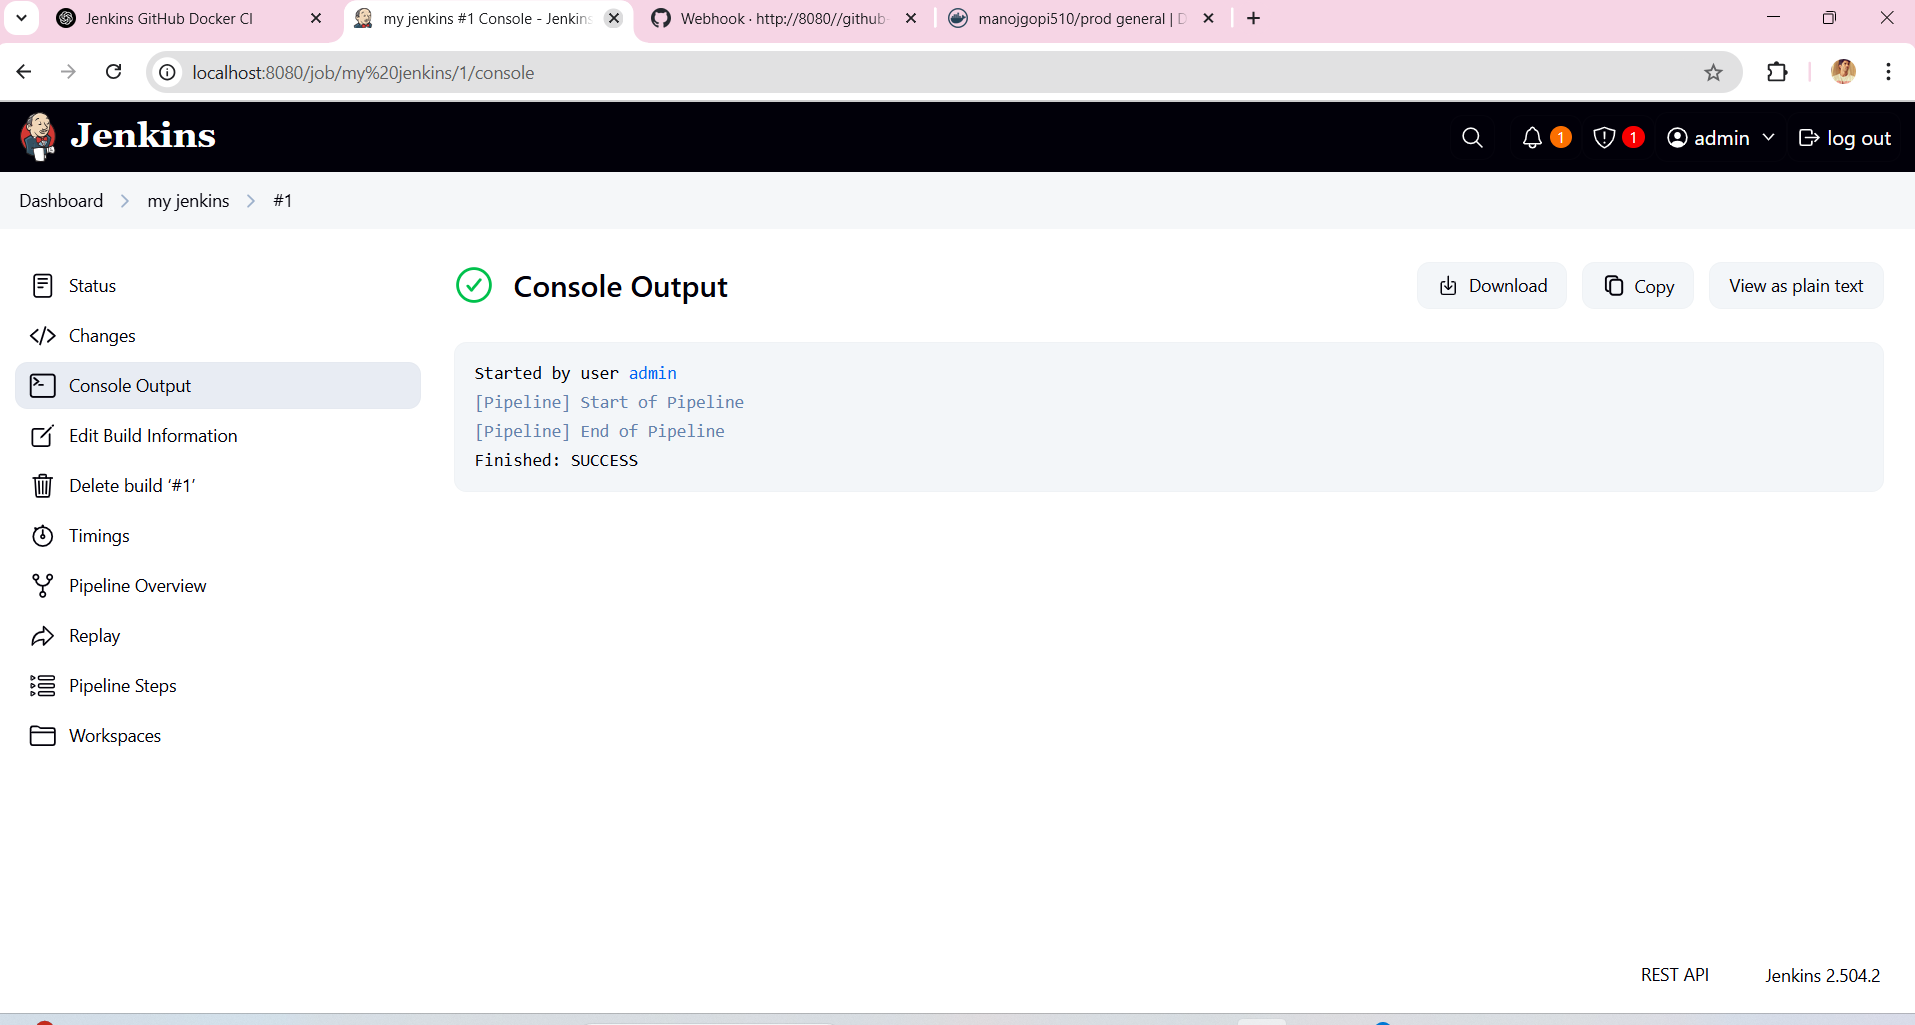 Jenkins GitHub Docker CI
my jenkins #1 Console - Jenkins
Webhook · http://8080//github-
manojgopi510/prod general | D
localhost:8080/job/my%20jenkins/1/console
Jenkins
1
1
admin
log out
Dashboard
my jenkins
#1
Status
Changes
Console Output
Edit Build Information
Delete build ‘#1’
Timings
Pipeline Overview
Replay
Pipeline Steps
Workspaces
Console Output
Download
Copy
View as plain text
Started by user admin
[Pipeline] Start of Pipeline
[Pipeline] End of Pipeline
Finished: SUCCESS
REST API
Jenkins 2.504.2